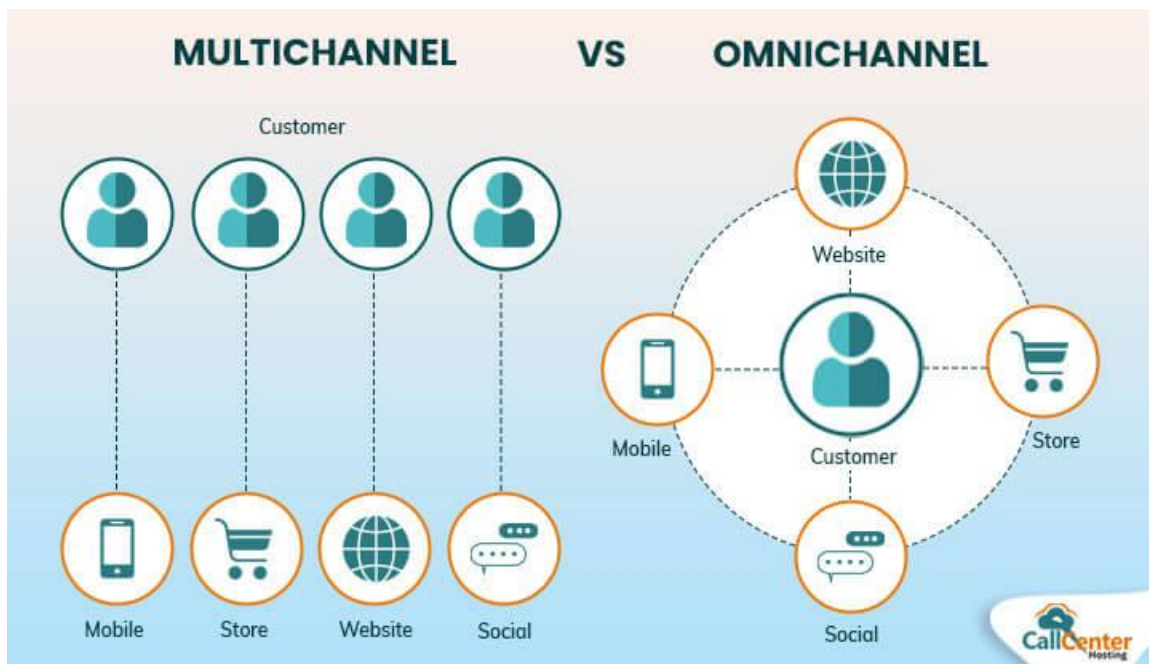 MULTICHANNEL VS OMNICHANNEL
Customer
Mobile
Store
Website
Social
Website
Mobile
Customer
Store
Social
CallCenter
Hosting